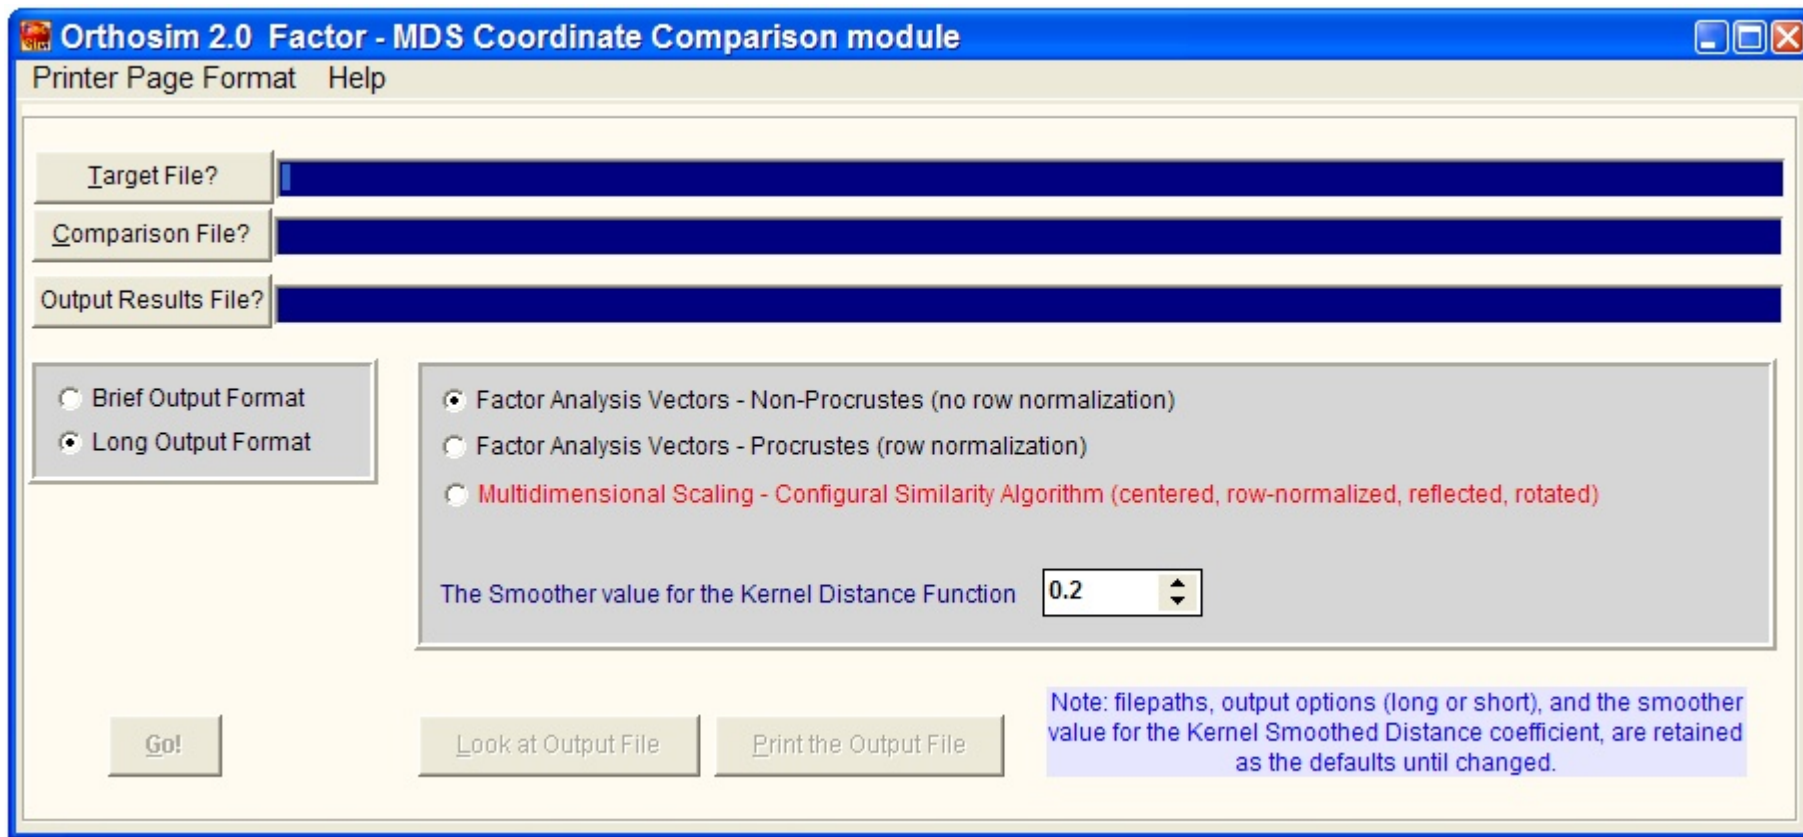 Orthosim 2.0 Factor - MDS Coordinate Comparison module
Printer Page Format Help
Target File?
Comparison File?
Output Results File?
Brief Output Format
Long Output Format
Factor Analysis Vectors - Non-Procrustes (no row normalization)
Factor Analysis Vectors - Procrustes (row normalization)
Multidimensional Scaling - Configural Similarity Algorithm (centered, row-normalized, reflected, rotated)
The Smoother value for the Kernel Distance Function 0.2
Go!
Look at Output File
Print the Output File
Note: filepaths, output options (long or short), and the smoother
value for the Kernel Smoothed Distance coefficient, are retained
as the defaults until changed.